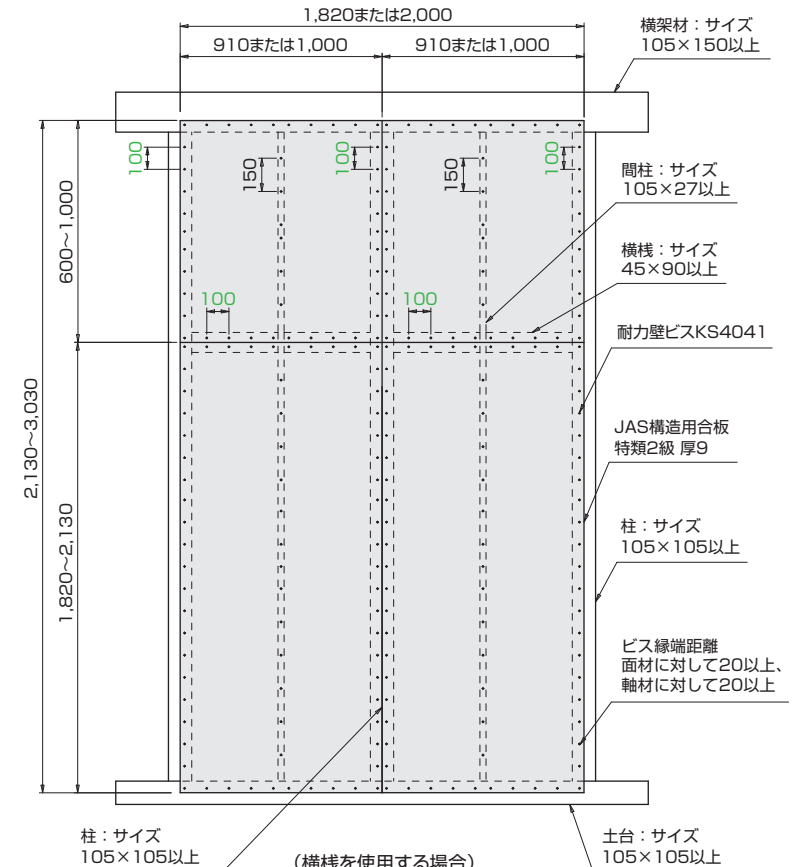 1,820または2,000
910または1,000
910または1,000
横架材：サイズ
105×150以上
100
150
100
150
100
間柱：サイズ
105×27以上
600～1,000
横桟：サイズ
45×90以上
100
100
耐力壁ビスKS4041
2,130～3,030
JAS構造用合板
特類2級 厚9
1,820～2,130
柱：サイズ
105×105以上
ビス縁端距離
面材に対して20以上、
軸材に対して20以上
柱：サイズ
105×105以上
（横桟を使用する場合）
土台：サイズ
105×105以上